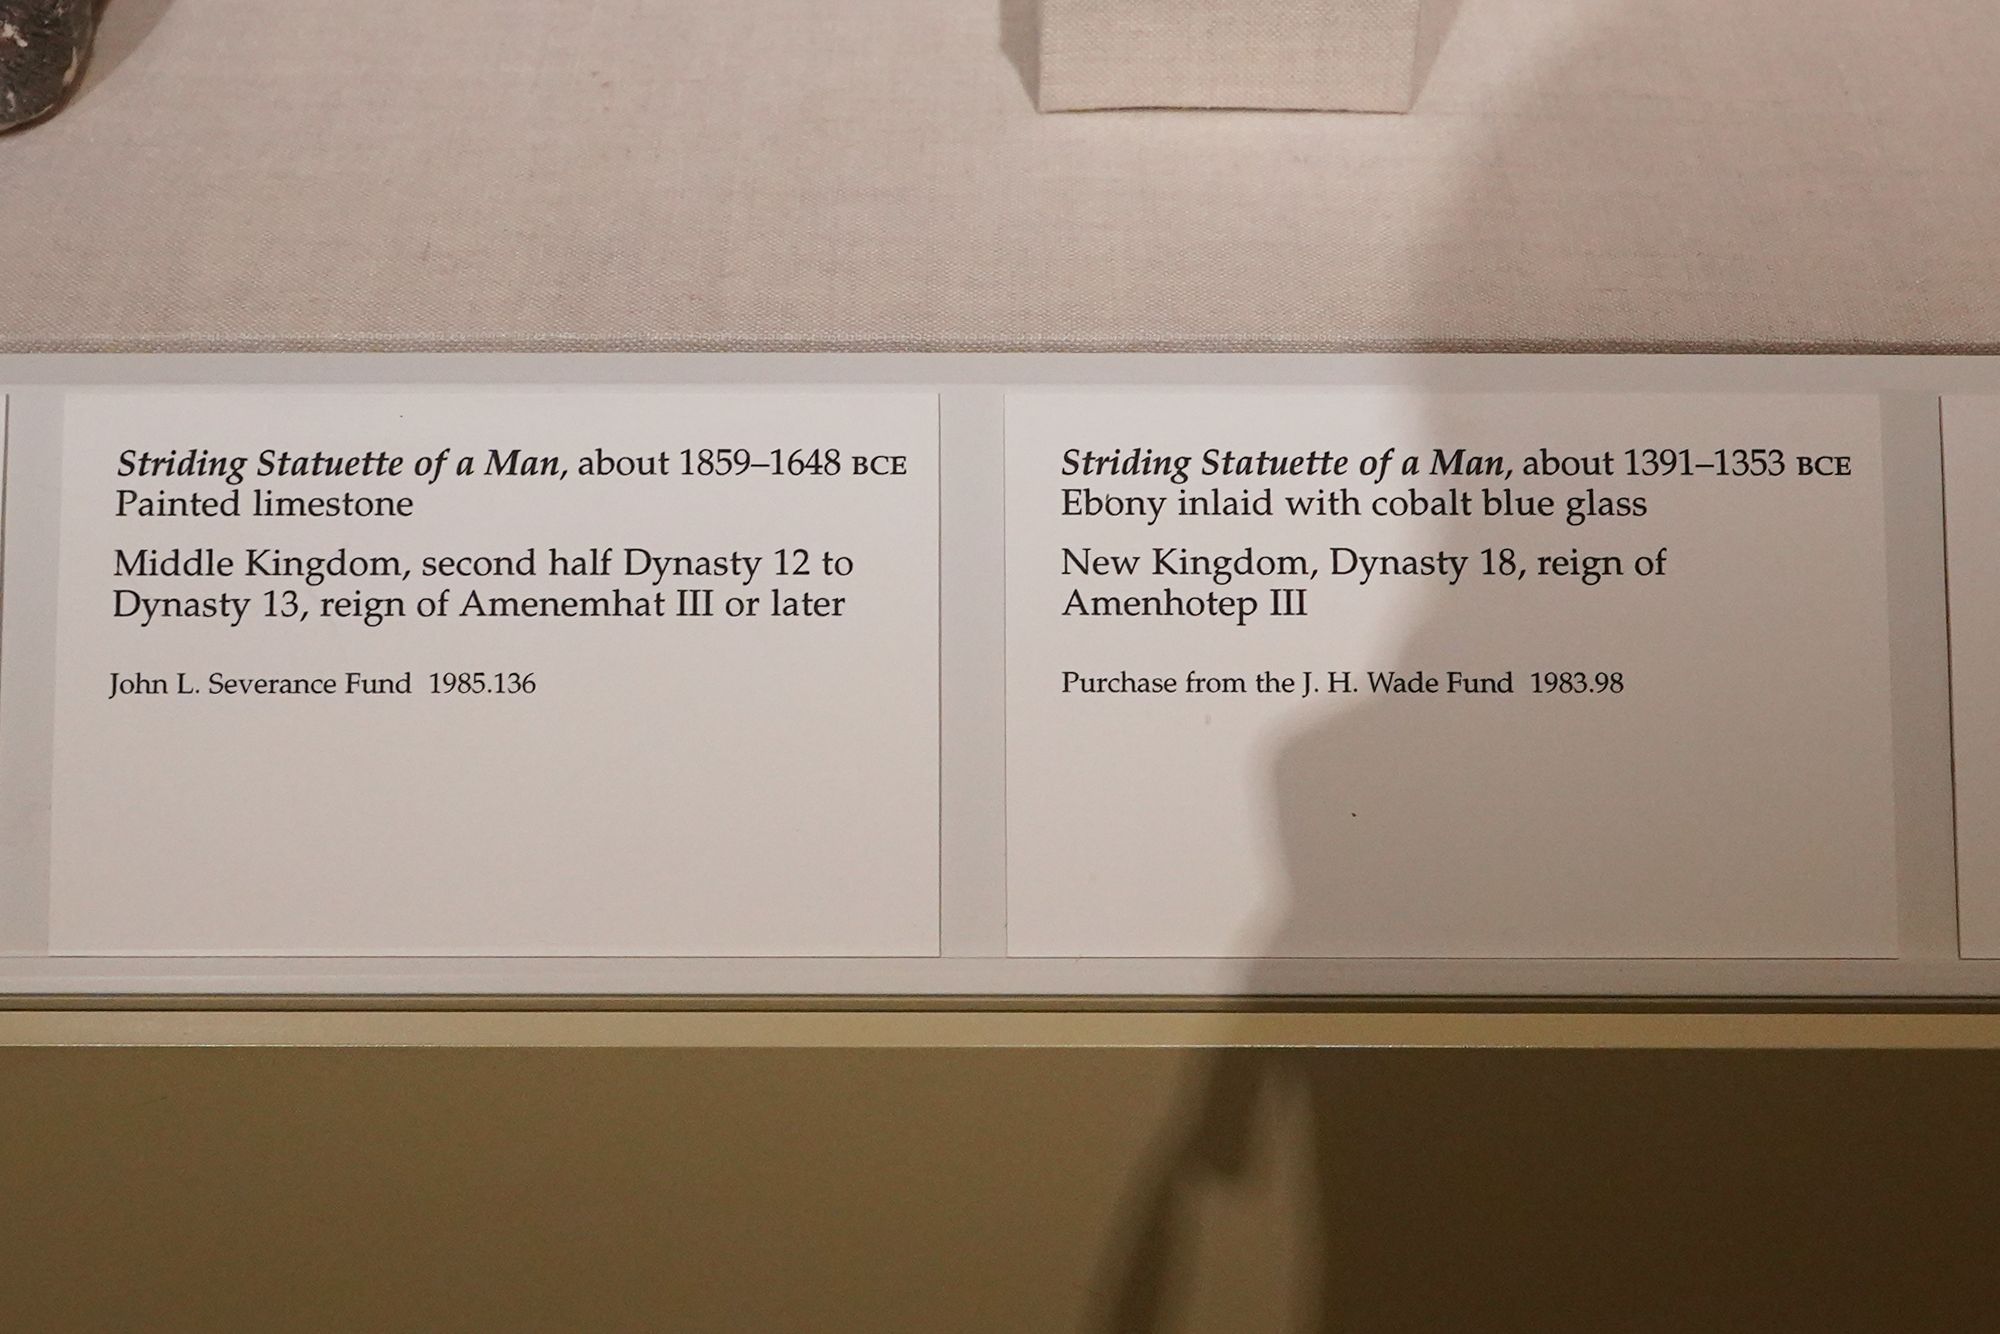 Striding Statuette of a Man, about 1859–1648 BCE
Painted limestone
Middle Kingdom, second half Dynasty 12 to
Dynasty 13, reign of Amenemhat III or later
John L. Severance Fund 1985.136
Striding Statuette of a Man, about 1391–1353 BCE
Ebony inlaid with cobalt blue glass
New Kingdom, Dynasty 18, reign of
Amenhotep III
Purchase from the J. H. Wade Fund 1983.98